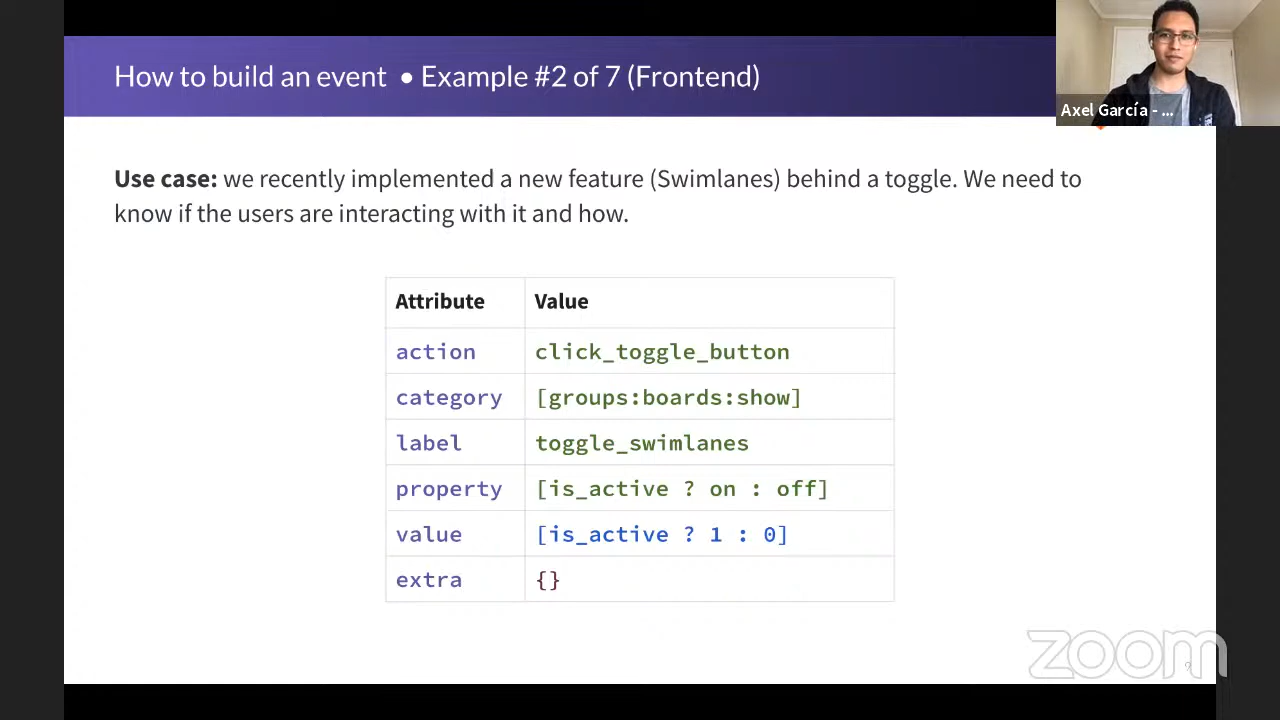 How to build an event • Example #2 of 7 (Frontend)
Axel García - ...
Use case: we recently implemented a new feature (Swimlanes) behind a toggle. We need to
know if the users are interacting with it and how.
Attribute Value
action click_toggle_button
category [groups:boards:show]
label toggle_swimlanes
property [is_active ? on : off]
value [is_active ? 1 : 0]
extra {}
zoom
9